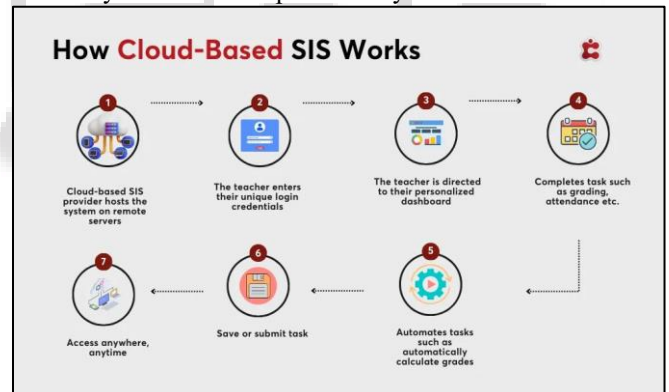 How Cloud-Based SIS Works
1
Cloud-based SIS
provider hosts the
system on remote
servers
2
The teacher enters
their unique login
credentials
3
The teacher is directed
to their personalized
dashboard
4
Completes task such
as grading,
attendance etc.
5
Automates tasks
such as
automatically
calculate grades
6
Save or submit task
7
Access anywhere,
anytime